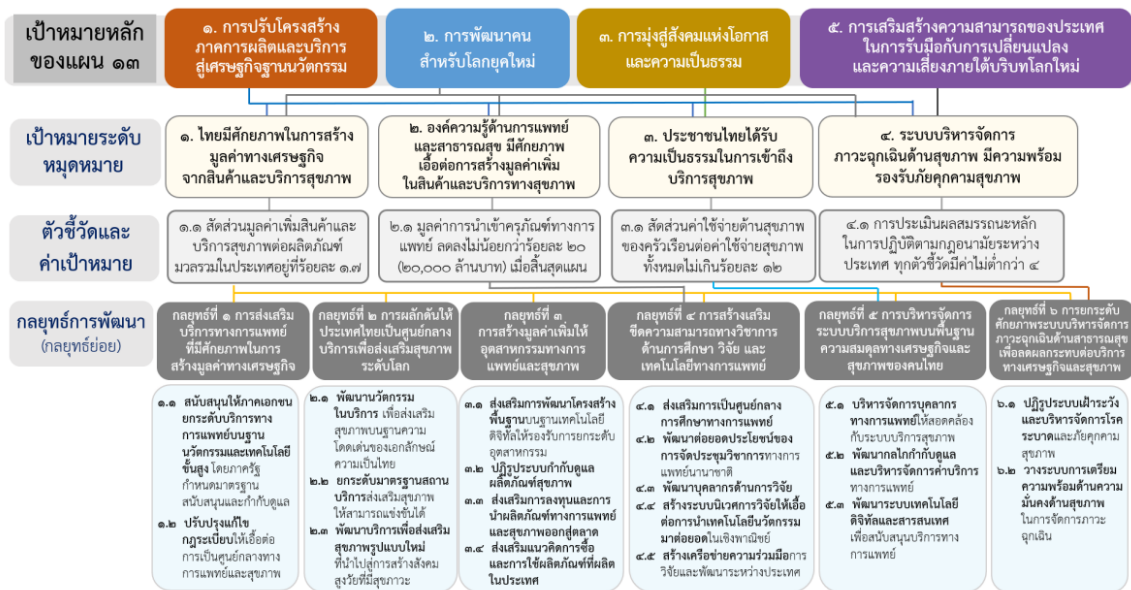 เป้าหมายหลัก
ของแผน ๑๓
๑. การปรับโครงสร้าง
ภาคการผลิตและบริการ
สู่เศรษฐกิจฐานนวัตกรรม
๒. การพัฒนาคน
สำหรับโลกยุคใหม่
๓. การมุ่งสู่สังคมแห่งโอกาส
และความเป็นธรรม
๕. การเสริมสร้างความสามารถของประเทศ
ในการรับมือกับการเปลี่ยนแปลง
และความเสี่ยงภายใต้บริบทโลกใหม่
เป้าหมายระดับ
หมุดหมาย
๑. ไทยมีศักยภาพในการสร้าง
มูลค่าทางเศรษฐกิจ
จากสินค้าและบริการสุขภาพ
๒. องค์ความรู้ด้านการแพทย์
และสาธารณสุข มีศักยภาพ
เอื้อต่อการสร้างมูลค่าเพิ่ม
ในสินค้าและบริการทางสุขภาพ
๓. ประชาชนไทยได้รับ
ความเป็นธรรมในการเข้าถึง
บริการสุขภาพ
๔. ระบบบริหารจัดการ
ภาวะฉุกเฉินด้านสุขภาพ มีความพร้อม
รองรับภัยคุกคามสุขภาพ
ตัวชี้วัดและ
ค่าเป้าหมาย
๑.๑ สัดส่วนมูลค่าเพิ่มสินค้าและ
บริการสุขภาพต่อผลิตภัณฑ์
มวลรวมในประเทศอยู่ที่ร้อยละ ๑.๗
๒.๑ มูลค่าการนำเข้าครุภัณฑ์ทางการ
แพทย์ ลดลงไม่น้อยกว่าร้อยละ ๒๐
(๒๐,๐๐๐ ล้านบาท) เมื่อสิ้นสุดแผน
๓.๑ สัดส่วนค่าใช้จ่ายด้านสุขภาพ
ของครัวเรือนต่อค่าใช้จ่ายสุขภาพ
ทั้งหมดไม่เกินร้อยละ ๑๒
๔.๑ การประเมินผลสมรรถนะหลัก
ในการปฏิบัติตามกฎอนามัยระหว่าง
ประเทศ ทุกตัวชี้วัดมีค่าไม่ต่ำกว่า ๔
กลยุทธ์การพัฒนา
(กลยุทธ์ย่อย)
กลยุทธ์ที่ ๑ การส่งเสริม
บริการทางการแพทย์
ที่มีศักยภาพในการ
สร้างมูลค่าทางเศรษฐกิจ
กลยุทธ์ที่ ๒ การผลักดันให้
ประเทศไทยเป็นศูนย์กลาง
บริการเพื่อส่งเสริมสุขภาพ
ระดับโลก
กลยุทธ์ที่ ๓
การสร้างมูลค่าเพิ่มให้
อุตสาหกรรมทางการ
แพทย์และสุขภาพ
กลยุทธ์ที่ ๔ การสร้างเสริม
ขีดความสามารถทางวิชาการ
ด้านการศึกษา วิจัย และ
เทคโนโลยีทางการแพทย์
กลยุทธ์ที่ ๕ การบริหารจัดการ
ระบบบริการสุขภาพบนพื้นฐาน
ความสมดุลทางเศรษฐกิจและ
สุขภาพของคนไทย
กลยุทธ์ที่ ๖ การยกระดับ
ศักยภาพระบบบริหารจัดการ
ภาวะฉุกเฉินด้านสาธารณสุข
เพื่อลดผลกระทบต่อบริการ
ทางเศรษฐกิจและสุขภาพ
๑.๑ สนับสนุนให้ภาคเอกชน
ยกระดับบริการทาง
การแพทย์บนฐาน
นวัตกรรมและเทคโนโลยี
ขั้นสูง โดยภาครัฐ
กำหนดมาตรฐาน
สนับสนุนและกำกับดูแล
๑.๒ ปรับปรุงแก้ไข
กฎระเบียบให้เอื้อต่อ
การเป็นศูนย์กลางทาง
การแพทย์และสุขภาพ
๒.๑ พัฒนานวัตกรรม
ในบริการ เพื่อส่งเสริม
สุขภาพบนฐานความ
โดดเด่นของเอกลักษณ์
ความเป็นไทย
๒.๒ ยกระดับมาตรฐานสถาน
บริการส่งเสริมสุขภาพ
ให้สามารถแข่งขันได้
๒.๓ พัฒนาบริการเพื่อส่งเสริม
สุขภาพรูปแบบใหม่
ที่นำไปสู่การสร้างสังคม
สูงวัยที่มีสุขภาวะ
๓.๑ ส่งเสริมการพัฒนาโครงสร้าง
พื้นฐานบนฐานเทคโนโลยี
ดิจิทัลให้รองรับการยกระดับ
อุตสาหกรรม
๓.๒ ปฏิรูประบบกำกับดูแล
ผลิตภัณฑ์สุขภาพ
๓.๓ ส่งเสริมการลงทุนและการ
นำผลิตภัณฑ์ทางการแพทย์
และสุขภาพออกสู่ตลาด
๓.๔ ส่งเสริมแนวคิดการซื้อ
และการใช้ผลิตภัณฑ์ที่ผลิต
ในประเทศ
๔.๑ ส่งเสริมการเป็นศูนย์กลาง
การศึกษาทางการแพทย์
๔.๒ พัฒนาต่อยอดประโยชน์ของ
การจัดประชุมวิชาการทางการ
แพทย์นานาชาติ
๔.๓ พัฒนาบุคลากรด้านการวิจัย
๔.๔ สร้างระบบนิเวศการวิจัยให้เอื้อ
ต่อการนำเทคโนโลยีนวัตกรรม
มาต่อยอดในเชิงพาณิชย์
๔.๕ สร้างเครือข่ายความร่วมมือการ
วิจัยและพัฒนาระหว่างประเทศ
๕.๑ บริหารจัดการบุคลากร
ทางการแพทย์ให้สอดคล้อง
กับระบบบริการสุขภาพ
๕.๒ พัฒนากลไกกำกับดูแล
และบริหารจัดการค่าบริการ
ทางการแพทย์
๕.๓ พัฒนาระบบเทคโนโลยี
ดิจิทัลและสารสนเทศ
เพื่อสนับสนุนบริการทาง
การแพทย์
๖.๑ ปฏิรูประบบเฝ้าระวัง
และบริหารจัดการโรค
ระบาดและภัยคุกคาม
สุขภาพ
๖.๒ วางระบบการเตรียม
ความพร้อมด้านความ
มั่นคงด้านสุขภาพ
ในการจัดการภาวะ
ฉุกเฉิน